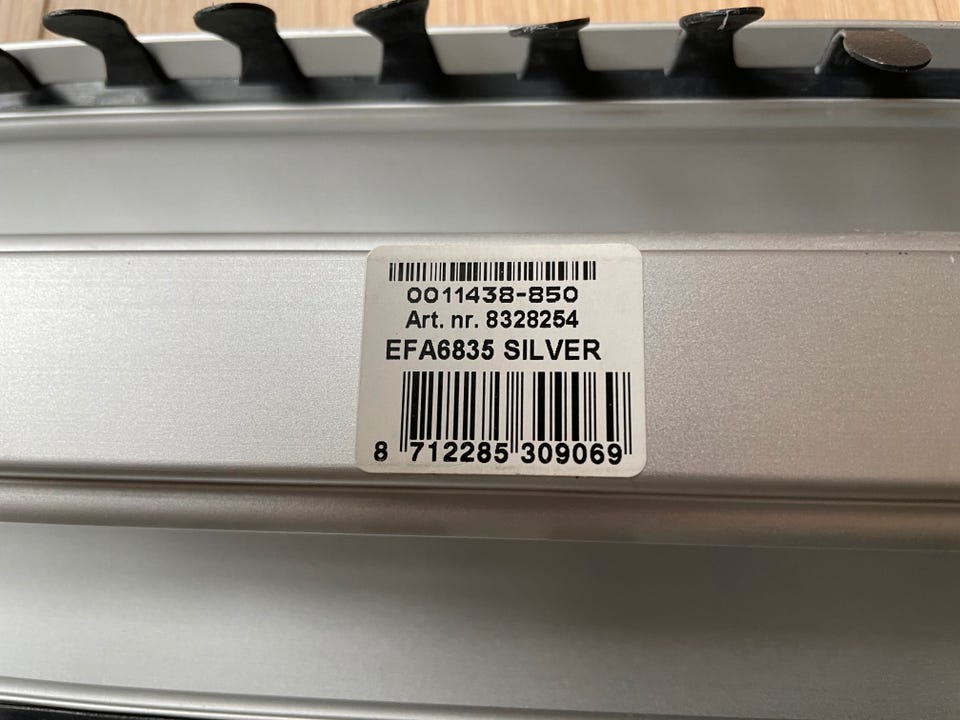 0011438-850
Art. nr. 8328254
EFA6835 SILVER
8 712285 309069